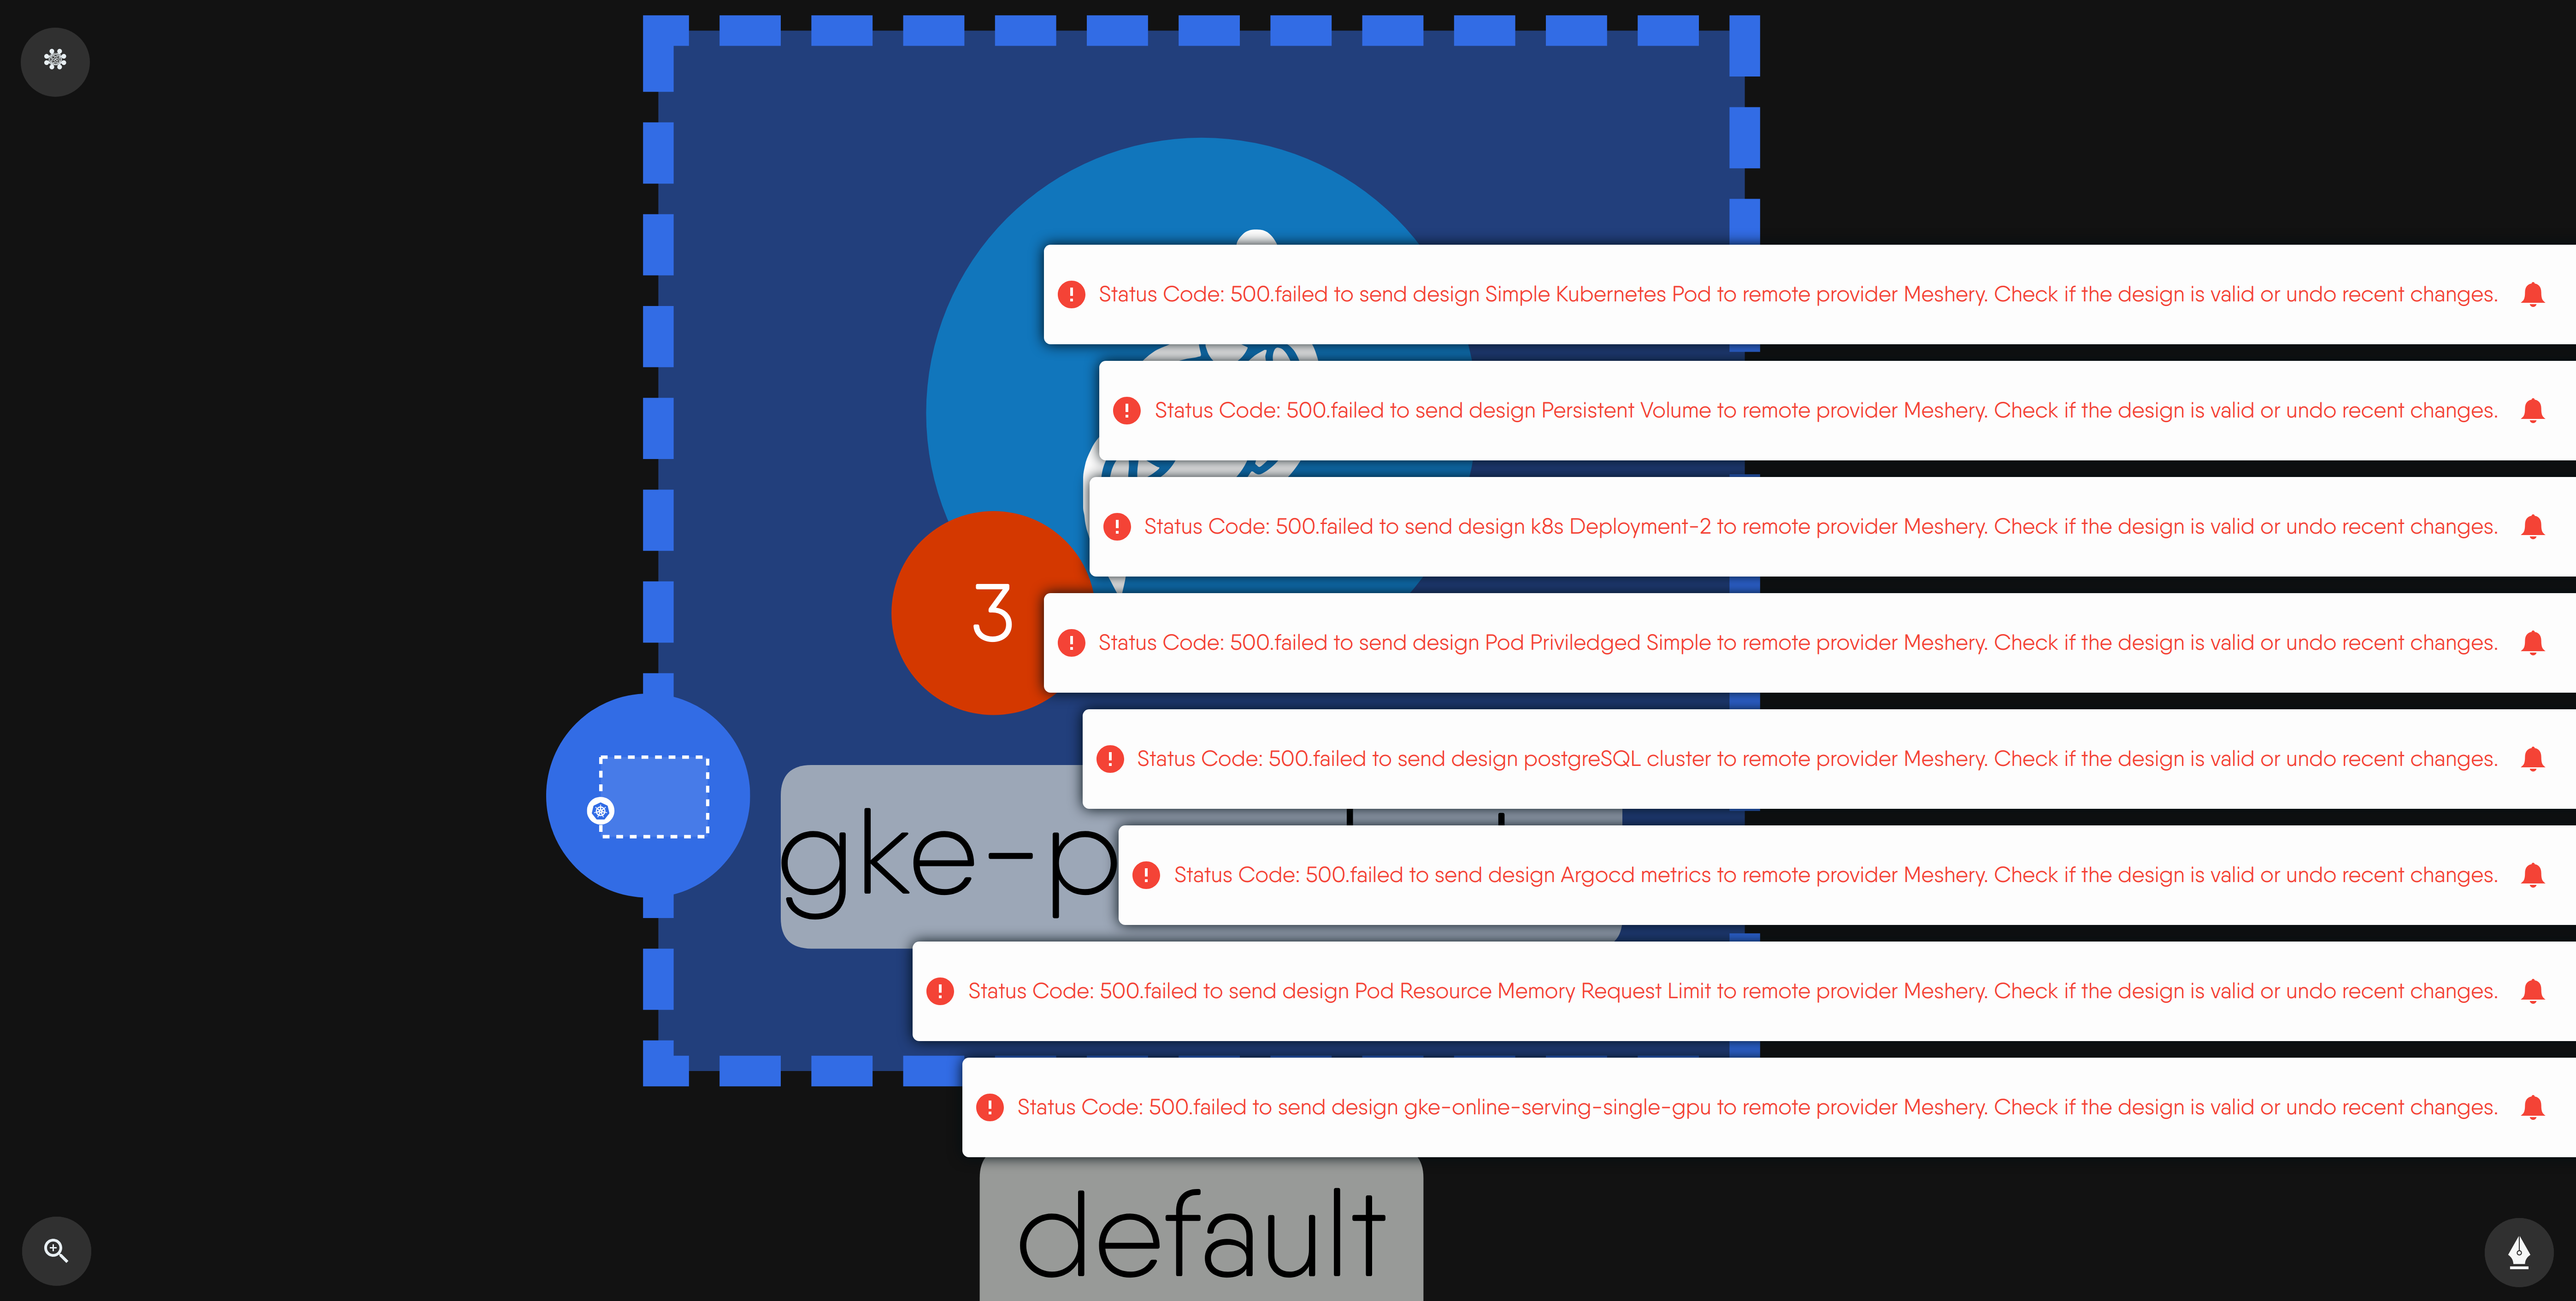 Status Code: 500.failed to send design Simple Kubernetes Pod to remote provider Meshery. Check if the design is valid or undo recent changes.
Status Code: 500.failed to send design Persistent Volume to remote provider Meshery. Check if the design is valid or undo recent changes.
Status Code: 500.failed to send design k8s Deployment-2 to remote provider Meshery. Check if the design is valid or undo recent changes.
3
Status Code: 500.failed to send design Pod Priviledged Simple to remote provider Meshery. Check if the design is valid or undo recent changes.
Status Code: 500.failed to send design postgreSQL cluster to remote provider Meshery. Check if the design is valid or undo recent changes.
gke-p
Status Code: 500.failed to send design Argocd metrics to remote provider Meshery. Check if the design is valid or undo recent changes.
Status Code: 500.failed to send design Pod Resource Memory Request Limit to remote provider Meshery. Check if the design is valid or undo recent changes.
Status Code: 500.failed to send design gke-online-serving-single-gpu to remote provider Meshery. Check if the design is valid or undo recent changes.
default